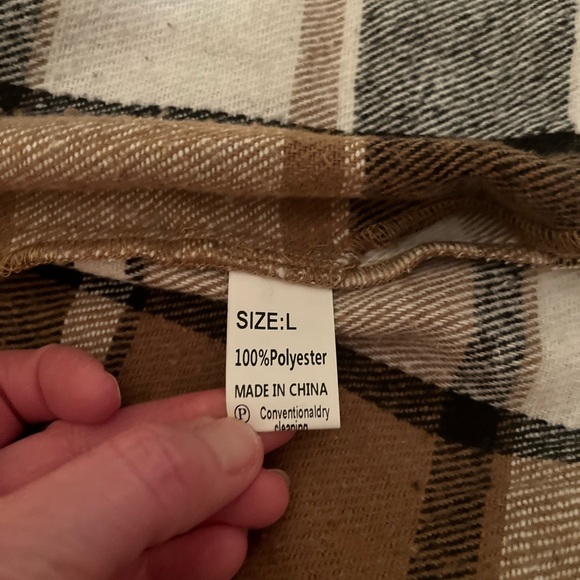 SIZE:L
100%Polyester
MADE IN CHINA
Ⓟ Conventionaldry
cleaning